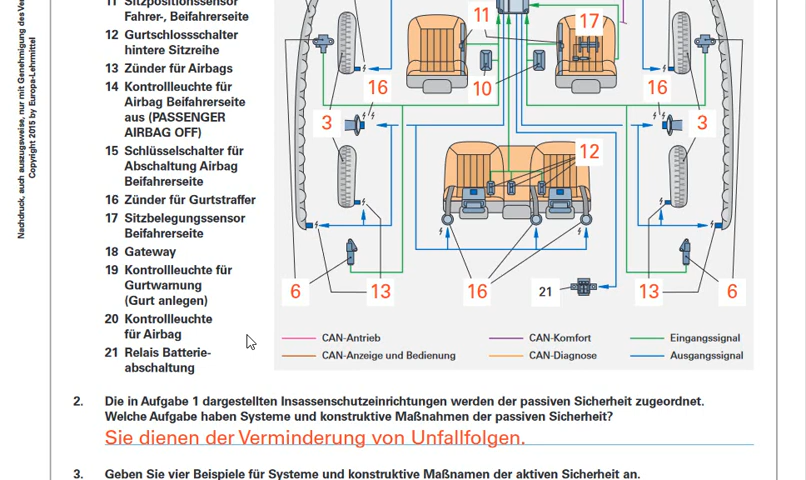 Nachdruck, auch auszugsweise, nur mit Genehmigung des Ve
Copyright 2015 by Europa-Lehrmittel
11 Sitzpositionssensor
Fahrer-, Beifahrerseite
12 Gurtschlossschalter
hintere Sitzreihe
13 Zünder für Airbags
14 Kontrollleuchte für
Airbag Beifahrerseite
aus (PASSENGER
AIRBAG OFF)
15 Schlüsselschalter für
Abschaltung Airbag
Beifahrerseite
16 Zünder für Gurtstraffer
17 Sitzbelegungssensor
Beifahrerseite
18 Gateway
19 Kontrollleuchte für
Gurtwarnung
(Gurt anlegen)
20 Kontrollleuchte
für Airbag
21 Relais Batterie-
abschaltung
11
17
16
10
16
3
3
12
6
13
16
21
13
6
CAN-Antrieb
CAN-Komfort
Eingangssignal
CAN-Anzeige und Bedienung
CAN-Diagnose
Ausgangssignal
2. Die in Aufgabe 1 dargestellten Insassenschutzeinrichtungen werden der passiven Sicherheit zugeordnet.
Welche Aufgabe haben Systeme und konstruktive Maßnahmen der passiven Sicherheit?
Sie dienen der Verminderung von Unfallfolgen.
3. Geben Sie vier Beispiele für Systeme und konstruktive Maßnamen der aktiven Sicherheit an.